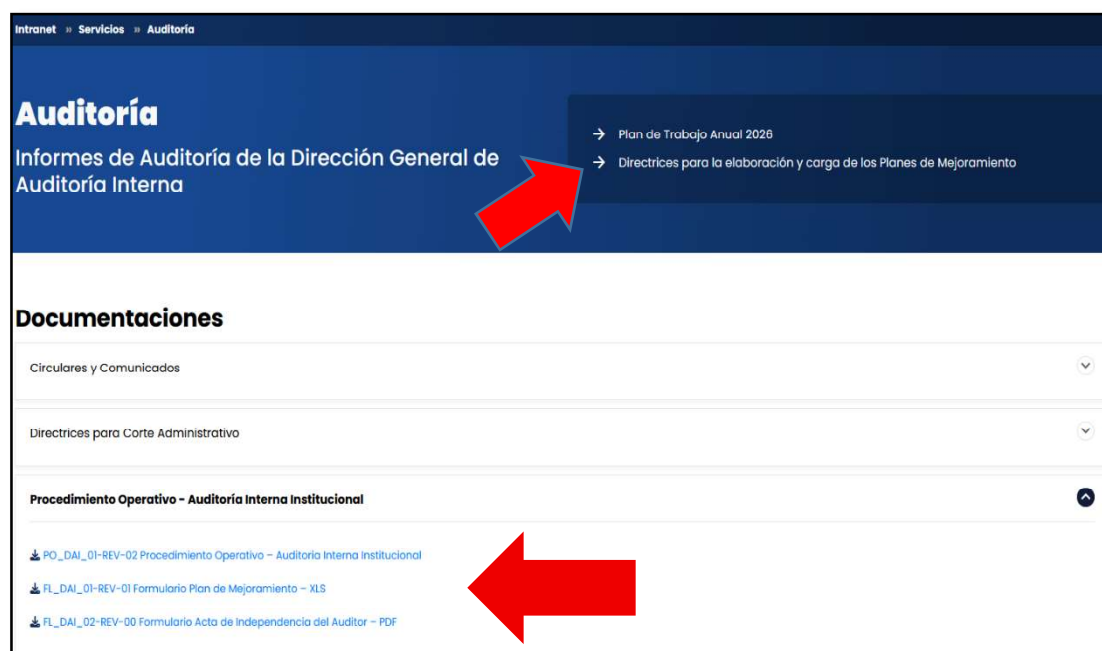 Intranet » Servicios » Auditoría
Auditoría
Informes de Auditoría de la Dirección General de
Auditoría Interna
→ Plan de Trabajo Anual 2026
→ Directrices para la elaboración y carga de los Planes de Mejoramiento
Documentaciones
Circulares y Comunicados
Directrices para Corte Administrativo
Procedimiento Operativo - Auditoría Interna Institucional
PO_DAI_01-REV-02 Procedimiento Operativo – Auditoria Interna Institucional
FL_DAI_01-REV-01 Formulario Plan de Mejoramiento – XLS
FL_DAI_02-REV-00 Formulario Acta de Independencia del Auditor – PDF